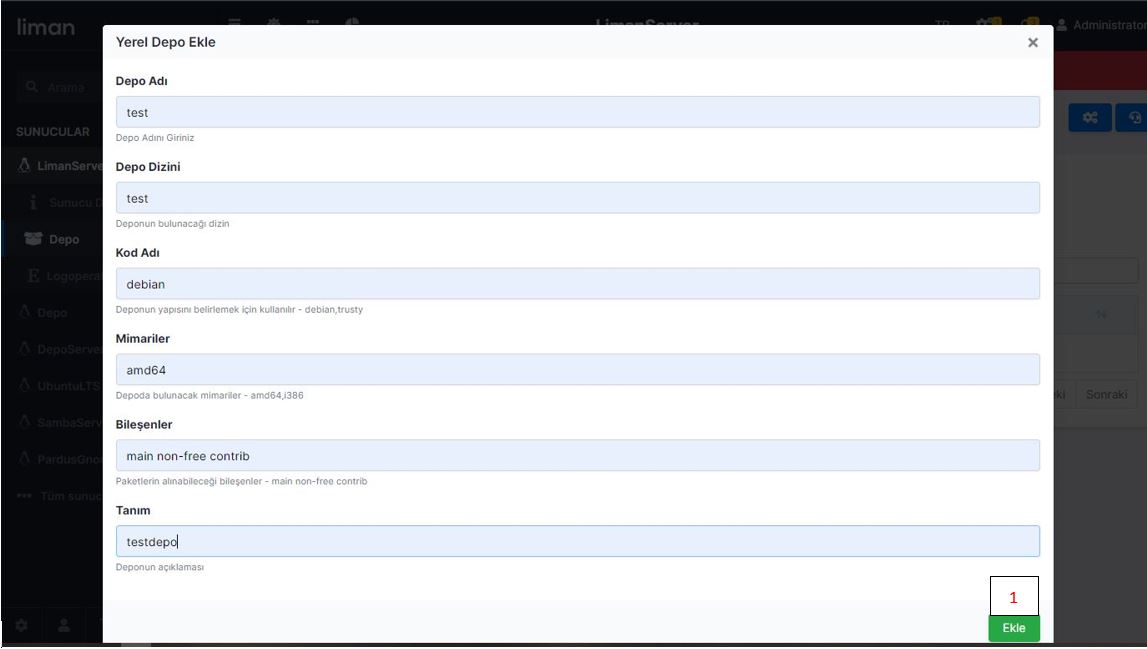 liman
LimanServer
TR
Administrator
Yerel Depo Ekle
×
Arama
SUNUCULAR
LimanServe
Sunucu D
Depo
Logopera
Depo
DepoServer
UbuntuLTS
SambaServ
PardusGno
Tüm sunuc
Depo Adı
test
Depo Adını Giriniz
Depo Dizini
test
Deponun bulunacağı dizin
Kod Adı
debian
Deponun yapısını belirlemek için kullanılır - debian,trusty
Mimariler
amd64
Depoda bulunacak mimariler - amd64,i386
Bileşenler
main non-free contrib
Paketlerin alınabileceği bileşenler - main non-free contrib
Tanım
testdepo
Deponun açıklaması
Sonraki
1
Ekle